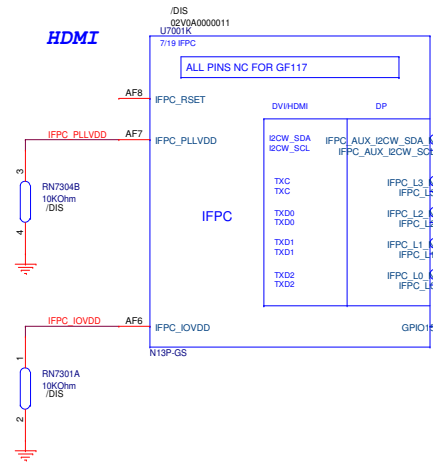 /DIS
02V0A0000011
HDMI
U7001K
7/19 IFPC
ALL PINS NC FOR GF117
AF8
IFPC_RSET
DVI/HDMI
DP
IFPC_PLLVDD
AF7
IFPC_PLLVDD
I2CW_SDA
IFPC_AUX_I2CW_SDA
I2CW_SCL
IFPC_AUX_I2CW_SCL
3
RN7304B
10KOhm
/DIS
4
TXC
IFPC_L3
TXC
TXD0
IFPC_L2
TXD0
IFPC
TXD1
IFPC_L1
TXD1
TXD2
IFPC_L0
TXD2
IFPC_IOVDD
AF6
IFPC_IOVDD
N13P-GS
1
RN7301A
10KOhm
/DIS
2